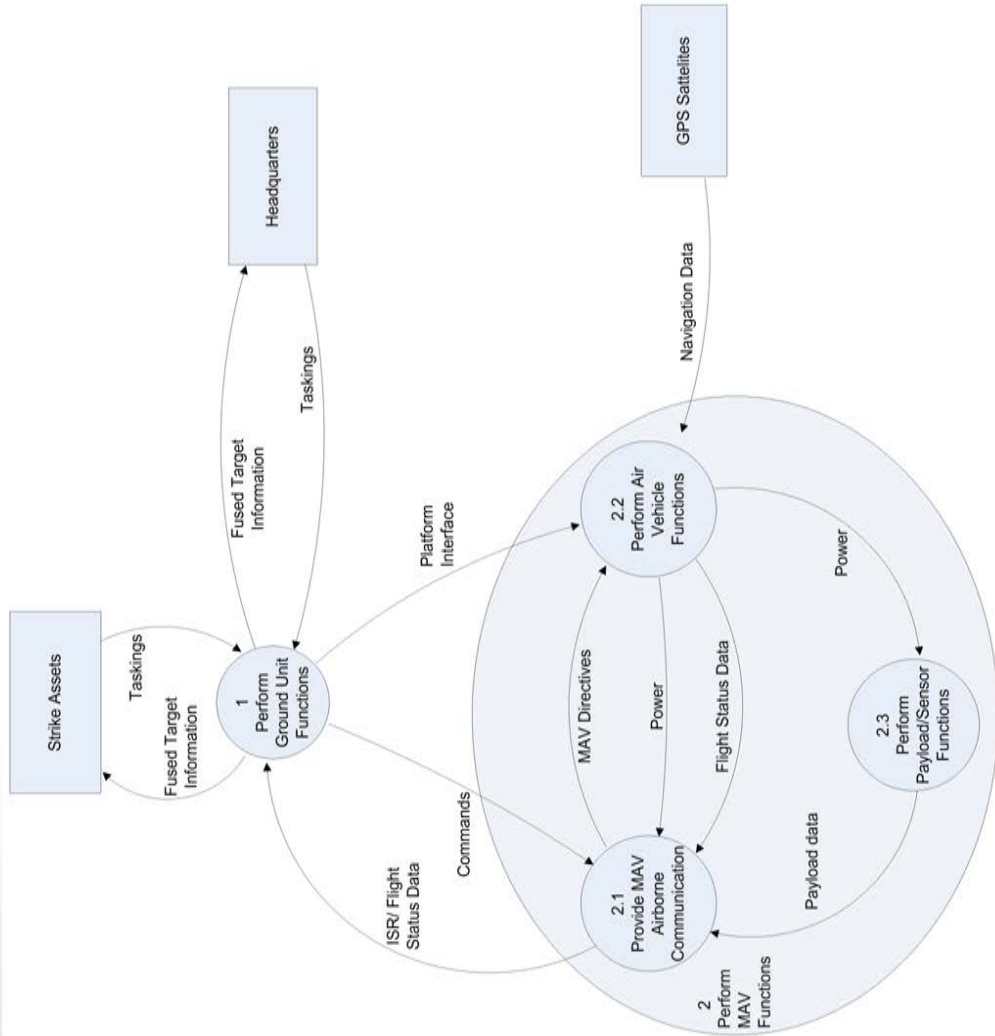 Strike Assets
Taskings
Fused Target
Information
1
Perform
Ground Unit
Functions
Fused Target
Information
Taskings
Headquarters
ISR/ Flight
Status Data
Commands
Platform
Interface
2.1
Provide MAV
Airborne
Communication
MAV Directives
Power
Flight Status Data
2.2
Perform Air
Vehicle
Functions
Navigation Data
GPS Sattelites
Payload data
2.3
Perform
Payload/Sensor
Functions
Power
2
Perform
MAV
Functions